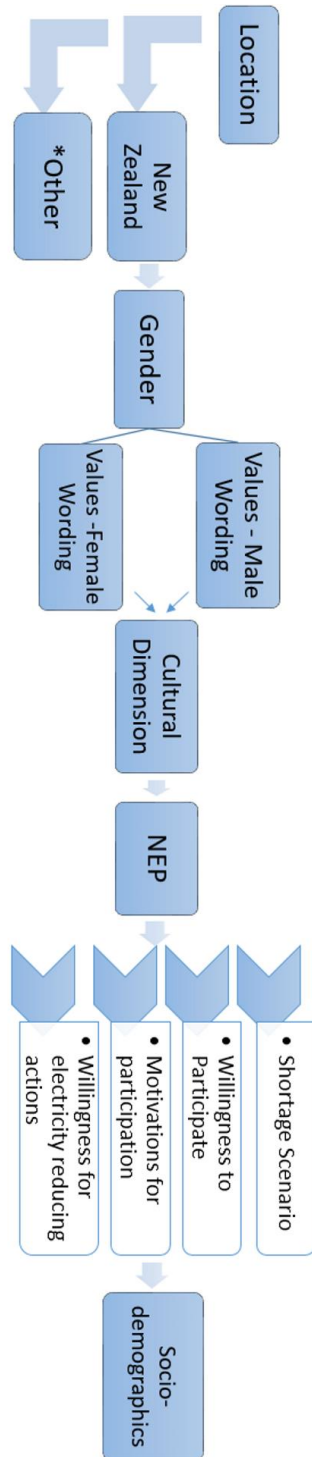 Location
New
Zealand
*Other
Gender
Values - Male
Wording
Values -Female
Wording
Cultural
Dimension
NEP
• Shortage Scenario
• Willingness to
Participate
• Motivations for
participation
• Willingness for
electricity reducing
actions
Socio-
demographics